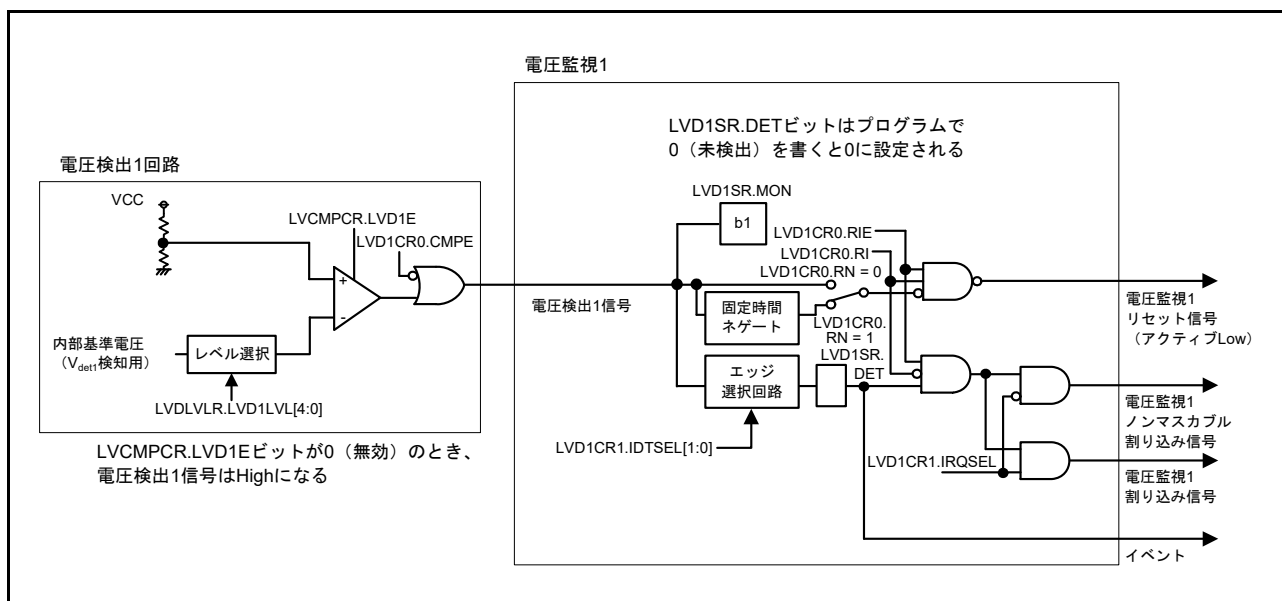 電圧監視1
LVD1SR.DETビットはプログラムで
0（未検出）を書くと0に設定される
電圧検出1回路
VCC
LVCMPCR.LVD1E
LVD1CR0.CMPE
+
-
内部基準電圧
（Vdet1検知用）
レベル選択
LVDLVLR.LVD1LVL[4:0]
LVCMPCR.LVD1Eビットが0（無効）のとき、
電圧検出1信号はHighになる
電圧検出1信号
LVD1SR.MON
b1
LVD1CR0.RIE
LVD1CR0.RI
LVD1CR0.RN = 0
固定時間
ネゲート
LVD1CR0.
RN = 1
LVD1SR.
DET
エッジ
選択回路
LVD1CR1.IDTSEL[1:0]
LVD1CR1.IRQSEL
電圧監視1
リセット信号
（アクティブLow）
電圧監視1
ノンマスカブル
割り込み信号
電圧監視1
割り込み信号
イベント